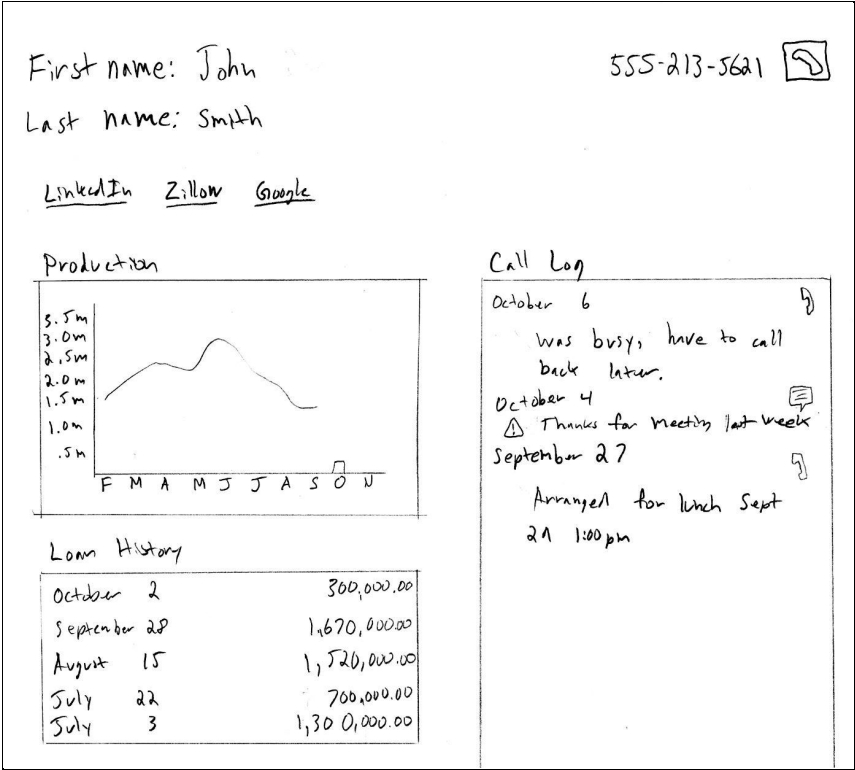 First name: John
555-213-5621
Last name: Smith
LinkedIn Zillow Google
Production
3.5m
3.0m
2.5m
2.0m
1.5m
1.0m
.5m
F M A M J J A S O N
Loan History
October 2 300,000.00
September 28 1,670,000.00
August 15 1,520,000.00
July 22 700,000.00
July 3 1,300,000.00
Call Log
October 6
Was busy, have to call
back later.
October 4
Thanks for meeting last week
September 27
Arranged for lunch Sept
1:00pm